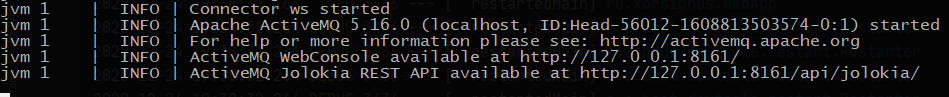 jvm 1    | INFO | Connector ws started
jvm 1    | INFO | Apache ActiveMQ 5.16.0 (localhost, ID:Head-56012-1608813503574-0:1) started
jvm 1    | INFO | For help or more information please see: http://activemq.apache.org
jvm 1    | INFO | ActiveMQ WebConsole available at http://127.0.0.1:8161/
jvm 1    | INFO | ActiveMQ Jolokia REST API available at http://127.0.0.1:8161/api/jolokia/